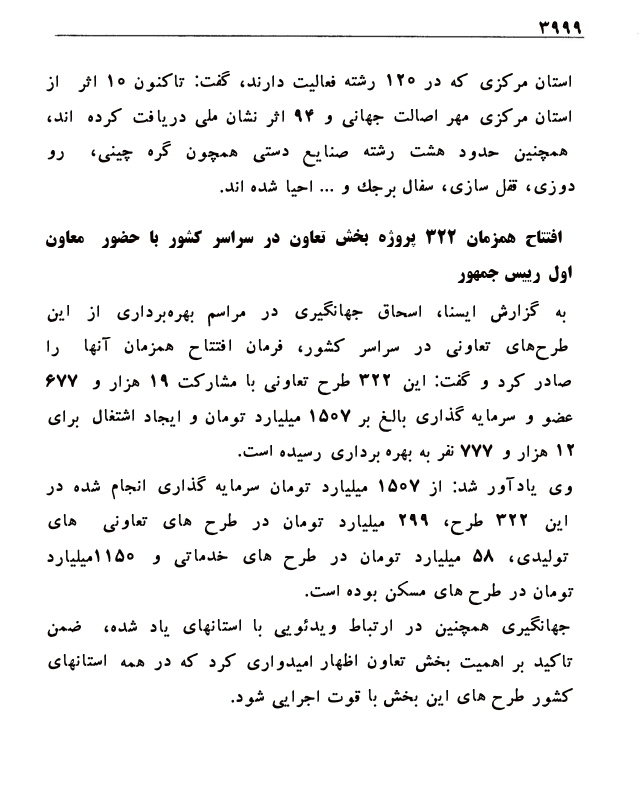 ۳۹۹۹
استان مرکزی که در ۱۲۰ رشته فعالیت دارند، گفت: تاکنون ۱۰ اثر از
استان مرکزی مهر اصالت جهانی و ۹۴ اثر نشان ملی دریافت کرده اند،
همچنین حدود هشت رشته صنایع دستی همچون گره چینی، رو
دوزی، قفل سازی، سفال برجك و ... احیا شده اند.
افتتاح همزمان ۳۲۲ پروژه بخش تعاون در سراسر کشور با حضور معاون
اول رییس جمهور
به گزارش ایسنا، اسحاق جهانگیری در مراسم بهره‌برداری از این
طرح‌های تعاونی در سراسر کشور، فرمان افتتاح همزمان آنها را
صادر کرد و گفت: این ۳۲۲ طرح تعاونی با مشارکت ۱۹ هزار و ۶۷۷
عضو و سرمایه گذاری بالغ بر ۱۵۰۷ میلیارد تومان و ایجاد اشتغال برای
۱۲ هزار و ۷۷۷ نفر به بهره برداری رسیده است.
وی یادآور شد: از ۱۵۰۷ میلیارد تومان سرمایه گذاری انجام شده در
این ۳۲۲ طرح، ۲۹۹ میلیارد تومان در طرح های تعاونی های
تولیدی، ۵۸ میلیارد تومان در طرح های خدماتی و ۱۱۵۰میلیارد
تومان در طرح های مسکن بوده است.
جهانگیری همچنین در ارتباط ویدئویی با استانهای یاد شده، ضمن
تاکید بر اهمیت بخش تعاون اظهار امیدواری کرد که در همه استانهای
کشور طرح های این بخش با قوت اجرایی شود.